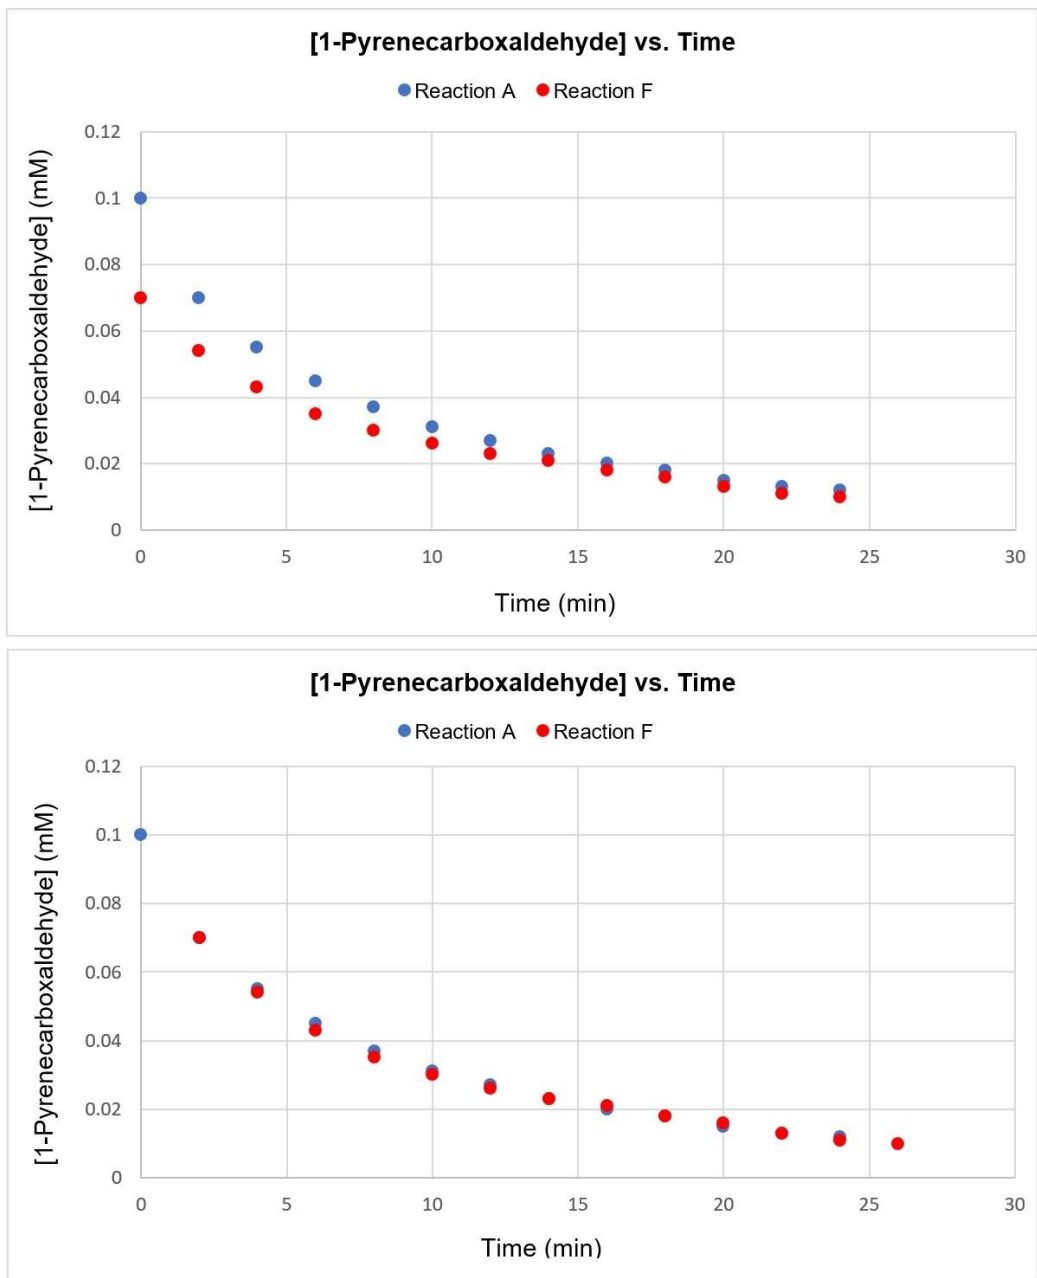 [1-Pyrenecarboxaldehyde] vs. Time
Reaction A Reaction F
[1-Pyrenecarboxaldehyde] (mM)
0.12
0.1
0.08
0.06
0.04
0.02
0
0 5 10 15 20 25 30
Time (min)
[1-Pyrenecarboxaldehyde] vs. Time
Reaction A Reaction F
[1-Pyrenecarboxaldehyde] (mM)
0.12
0.1
0.08
0.06
0.04
0.02
0
0 5 10 15 20 25 30
Time (min)